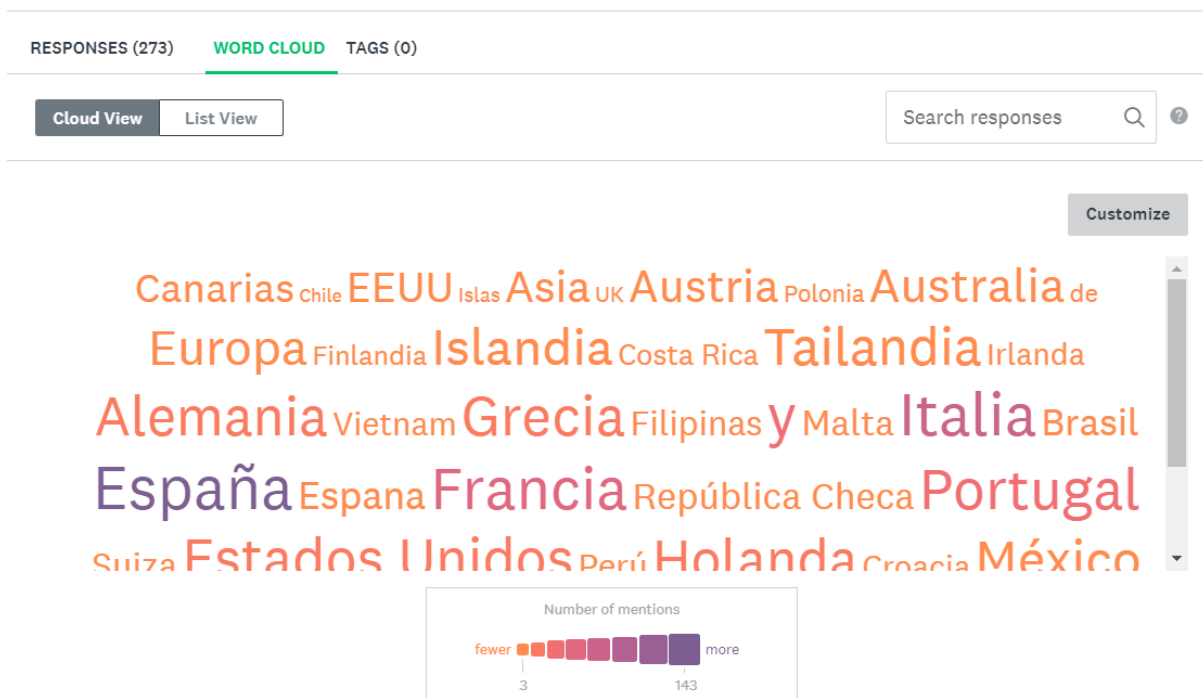 RESPONSES (273) WORD CLOUD TAGS (0)
Cloud View List View Search responses ?
Customize
Canarias Chile EEUU Islas Asia UK Austria Polonia Australia de
Europa Finlandia Islandia Costa Rica Tailandia Irlanda
Alemania Vietnam Grecia Filipinas y Malta Italia Brasil
España Espana Francia República Checa Portugal
Suiza Estados Unidos Perú Holanda Croacia México
Number of mentions
fewer more
3 143